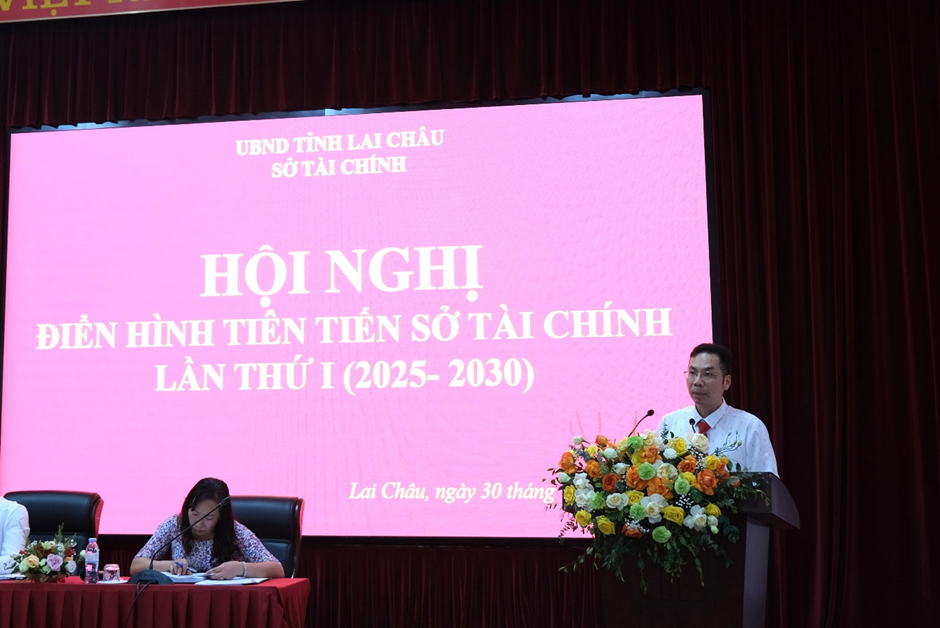 UBND TỈNH LAI CHÂU
SỞ TÀI CHÍNH
HỘI NGHỊ
ĐIỂN HÌNH TIÊN TIẾN SỞ TÀI CHÍNH
LẦN THỨ I (2025- 2030)
Lai Châu, ngày 30 tháng